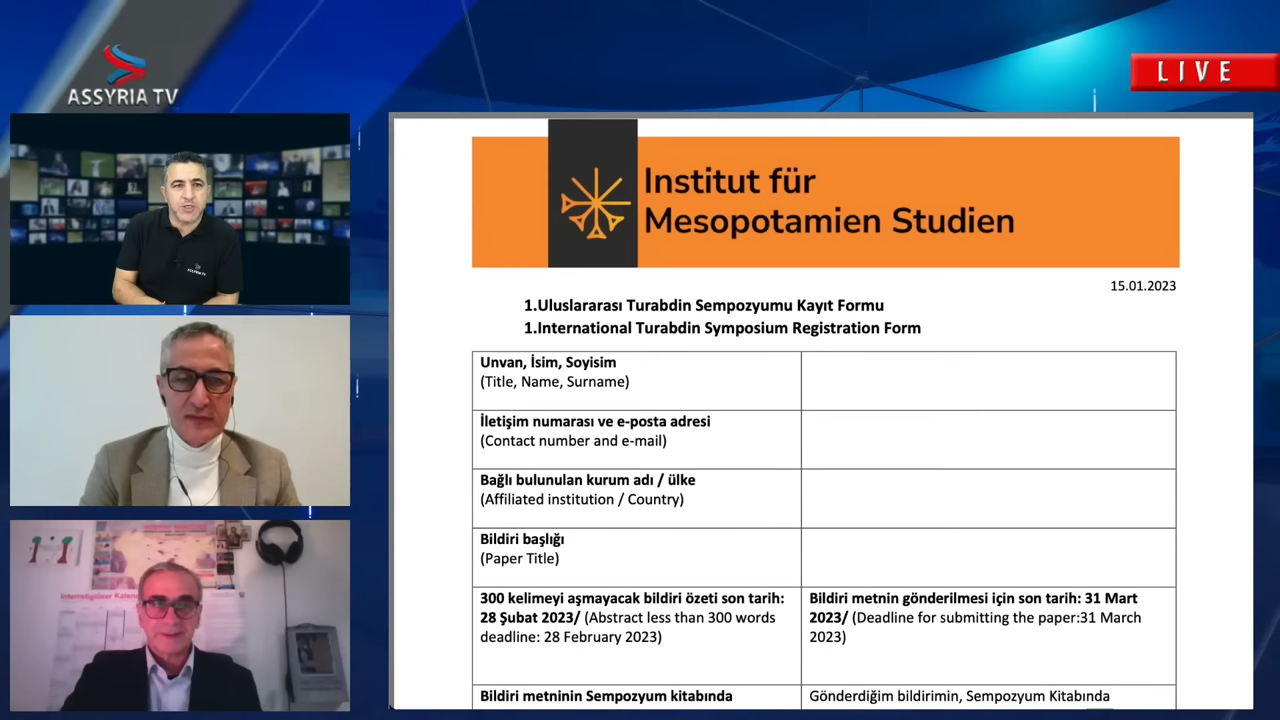 ASSYRIA TV
LIVE
ASSYRIA TV
Interreligiöser Kalender
Institut für
Mesopotamien Studien
15.01.2023
1.Uluslararası Turabdin Sempozyumu Kayıt Formu
1.International Turabdin Symposium Registration Form
Unvan, İsim, Soyisim
(Title, Name, Surname)
İletişim numarası ve e-posta adresi
(Contact number and e-mail)
Bağlı bulunulan kurum adı / ülke
(Affiliated institution / Country)
Bildiri başlığı
(Paper Title)
300 kelimeyi aşmayacak bildiri özeti son tarih:
28 Şubat 2023/ (Abstract less than 300 words
deadline: 28 February 2023)
Bildiri metnin gönderilmesi için son tarih: 31 Mart
2023/ (Deadline for submitting the paper:31 March
2023)
Bildiri metninin Sempozyum kitabında
Gönderdiğim bildirimin, Sempozyum Kitabında